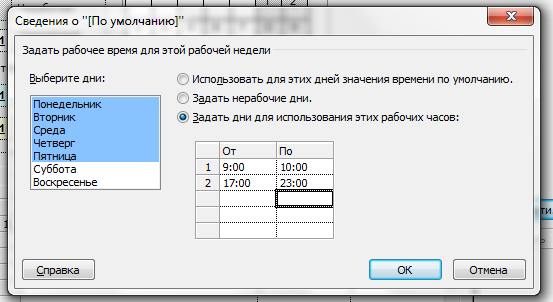 Сведения о "[По умолчанию]"
Задать рабочее время для этой рабочей недели
Выберите дни:
Понедельник
Вторник
Среда
Четверг
Пятница
Суббота
Воскресенье
Использовать для этих дней значения времени по умолчанию.
Задать нерабочие дни.
Задать дни для использования этих рабочих часов:
От По
1 9:00 10:00
2 17:00 23:00
Справка
ОК
Отмена